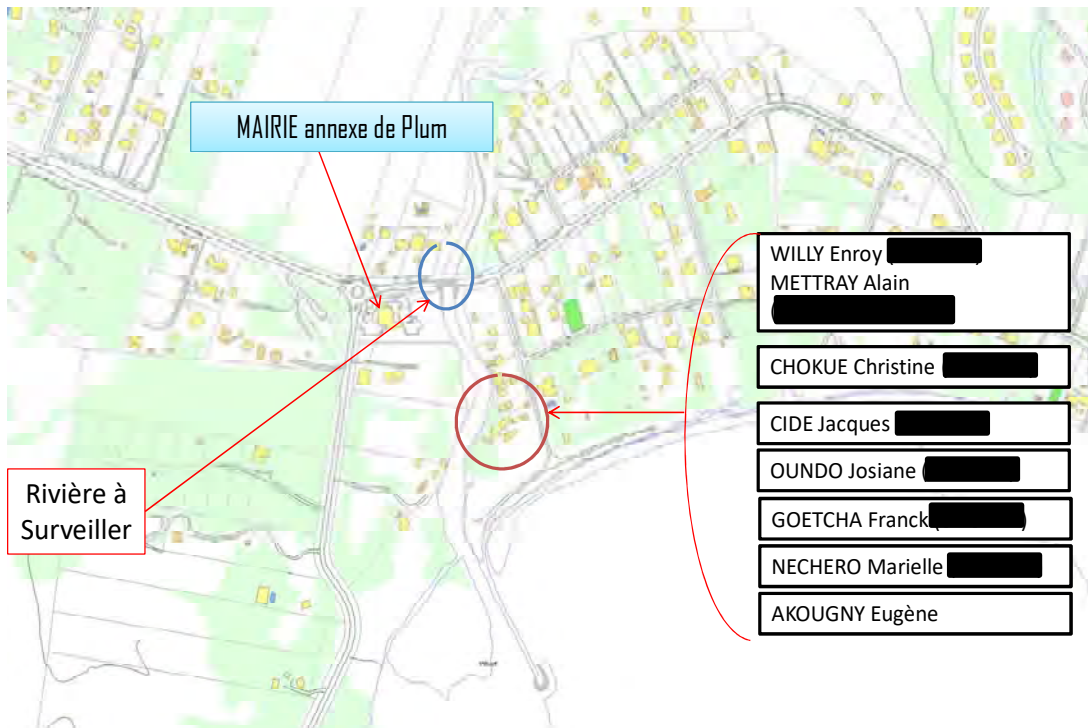 MAIRIE annexe de Plum
WILLY Enroy (
)
METTRAY Alain
(
CHOKUE Christine (
CIDE Jacques
OUNDO Josiane (
GOETCHA Franck (
)
NECHERO Marielle
AKOUGNY Eugène
Rivière à
Surveiller